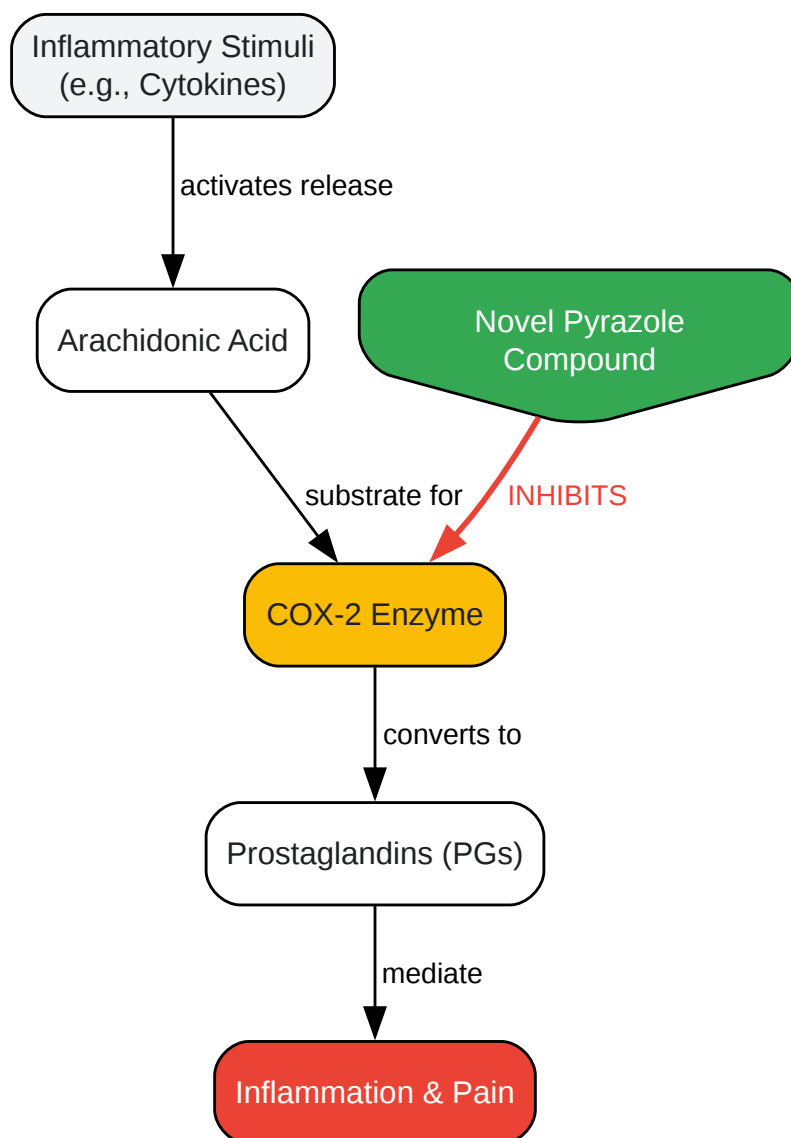 Inflammatory Stimuli
(e.g., Cytokines)
activates release
Arachidonic Acid
Novel Pyrazole
Compound
substrate for
INHIBITS
COX-2 Enzyme
converts to
Prostaglandins (PGs)
mediate
Inflammation & Pain